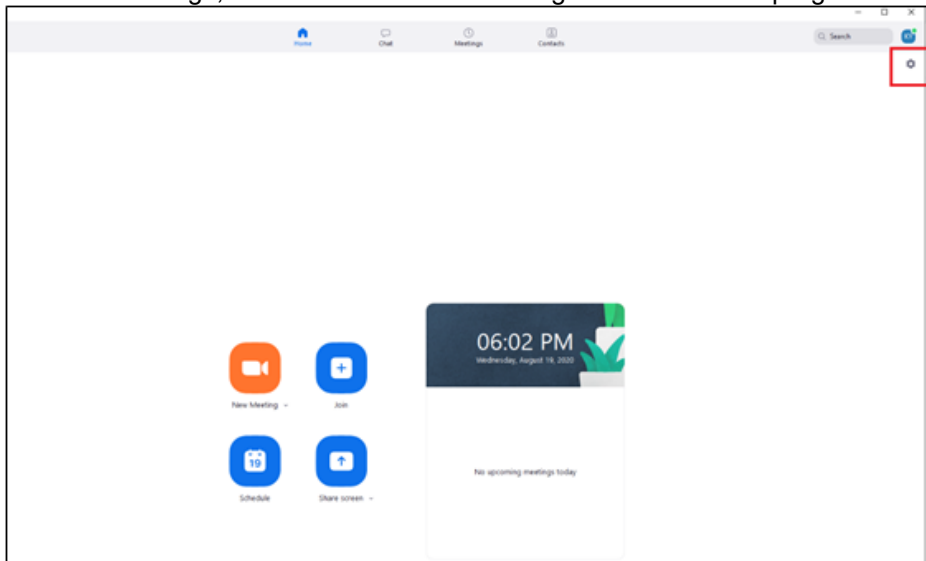 Home
Chat
Meetings
Contacts
Search
06:02 PM
Wednesday, August 19, 2020
New Meeting
Join
19
Schedule
Share screen
No upcoming meetings today